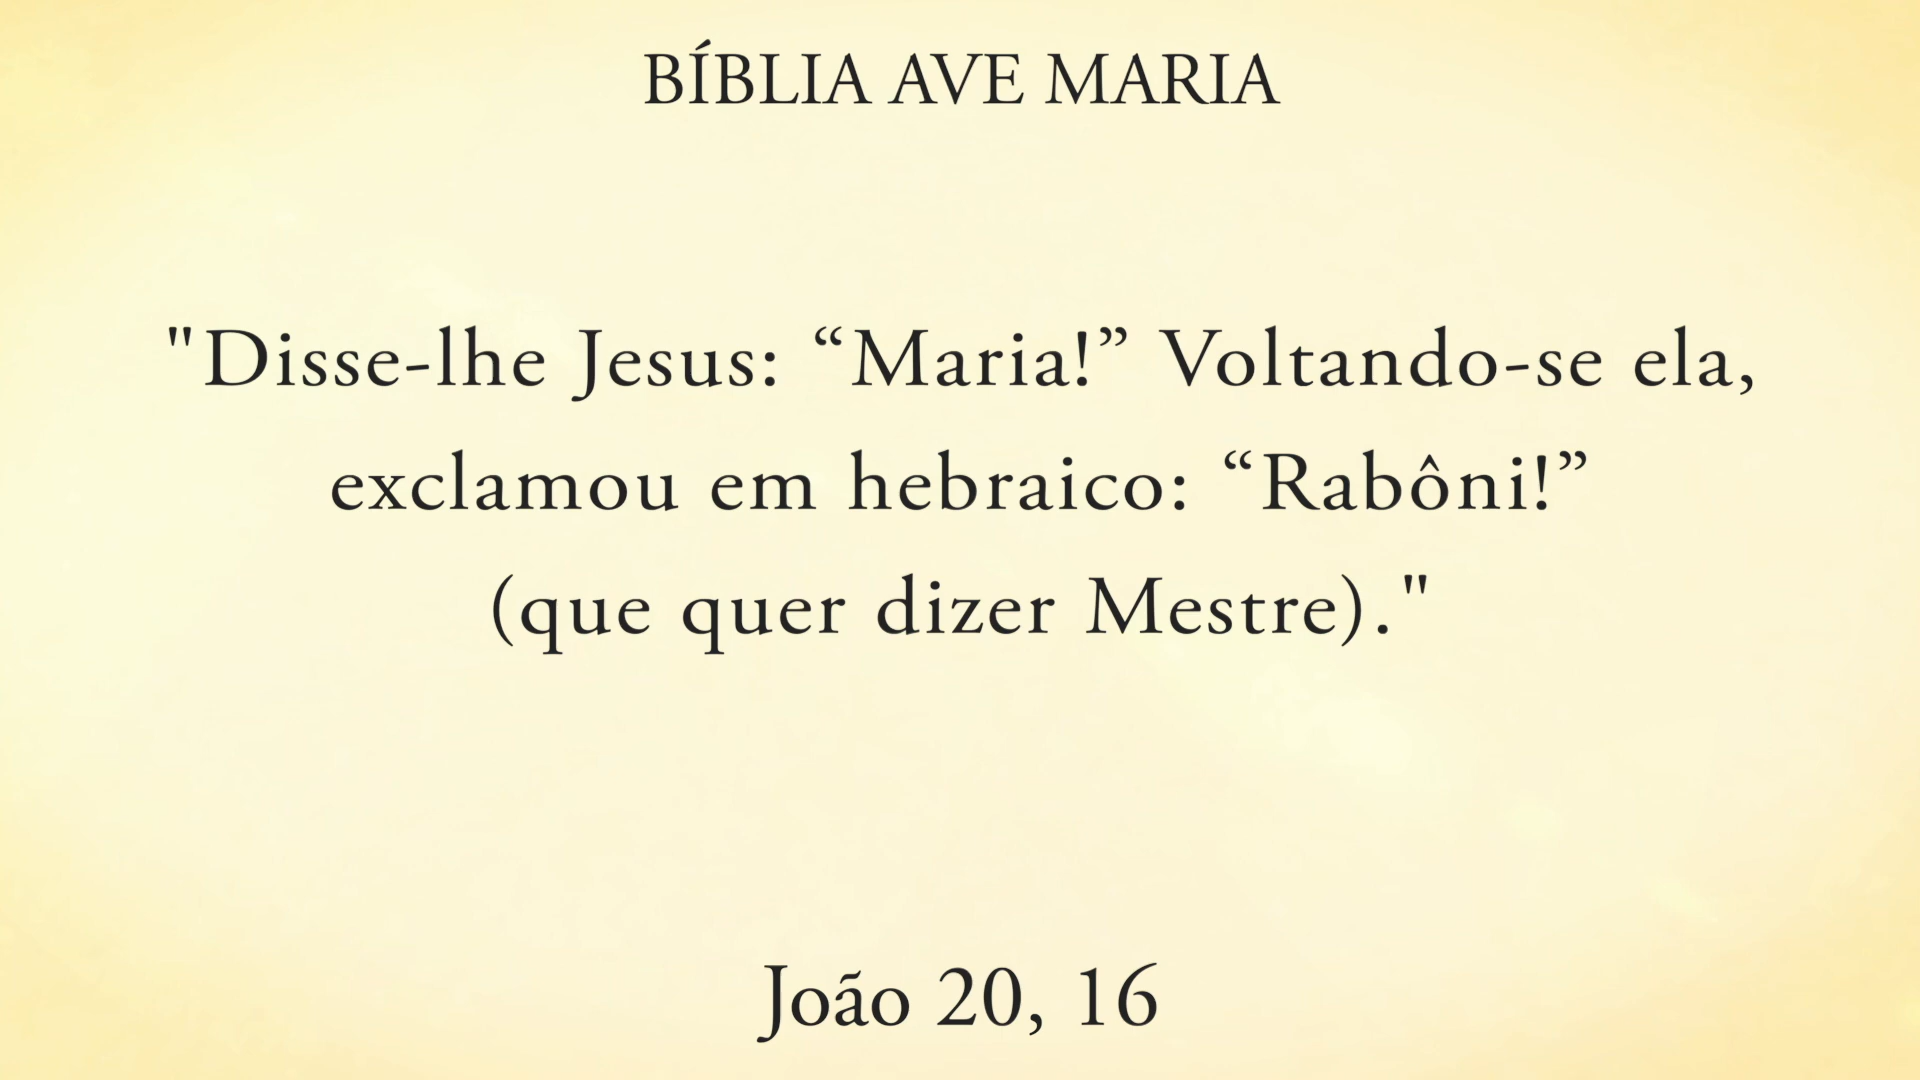 BÍBLIA AVE MARIA
"Disse-lhe Jesus: “Maria!” Voltando-se ela,
exclamou em hebraico: “Rabôni!”
(que quer dizer Mestre)."
João 20, 16